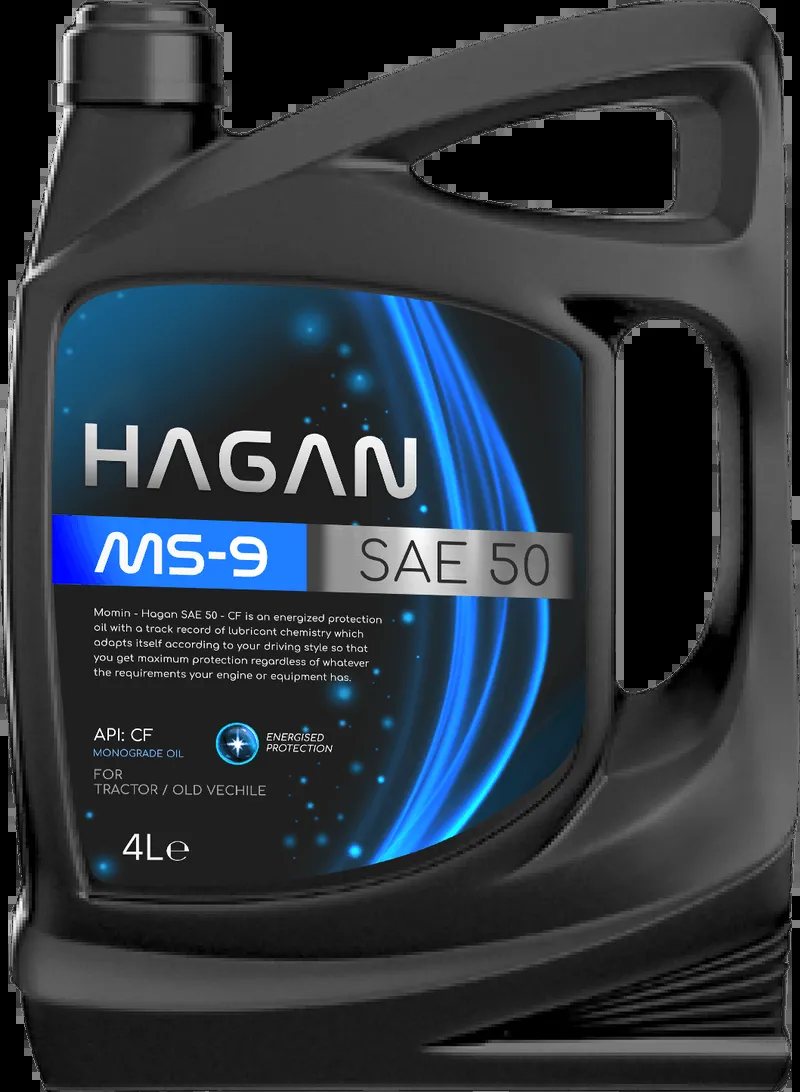 HAGAN
MS-9
SAE 50
Momin - Hagan SAE 50 - CF is an energized protection
oil with a track record of lubricant chemistry which
adapts itself according to your driving style so that
you get maximum protection regardless of whatever
the requirements your engine or equipment has.
API: CF
MONOGRADE OIL
ENERGISED
PROTECTION
FOR
TRACTOR / OLD VECHILE
4L℮